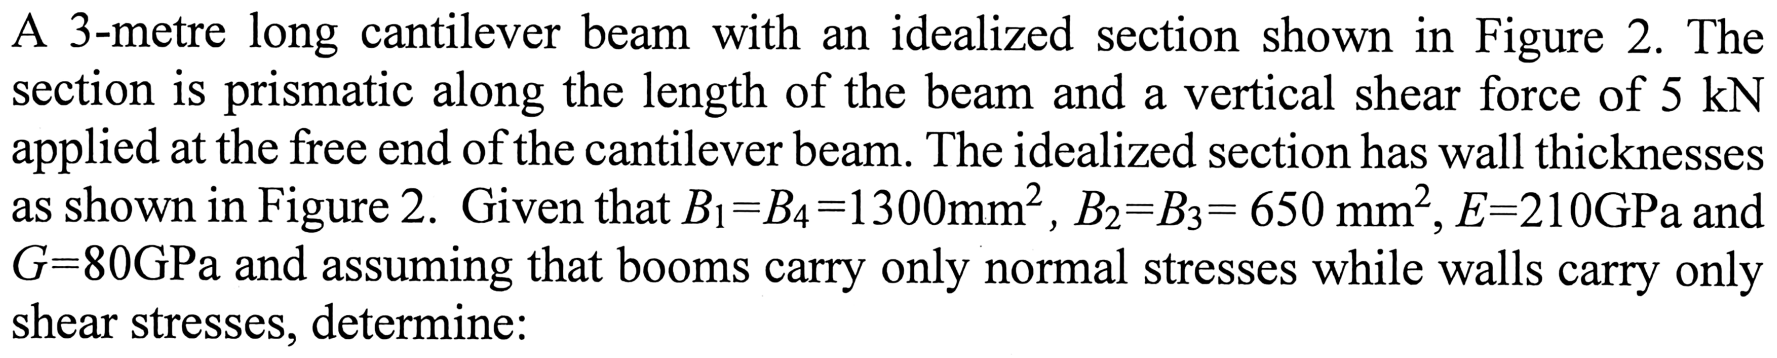 A 3-metre long cantilever beam with an idealized section shown in Figure 2. The
section is prismatic along the length of the beam and a vertical shear force of 5 kN
applied at the free end of the cantilever beam. The idealized section has wall thicknesses
as shown in Figure 2. Given that B₁=B₄=1300mm², B₂=B₃= 650 mm², E=210GPa and
G=80GPa and assuming that booms carry only normal stresses while walls carry only
shear stresses, determine: